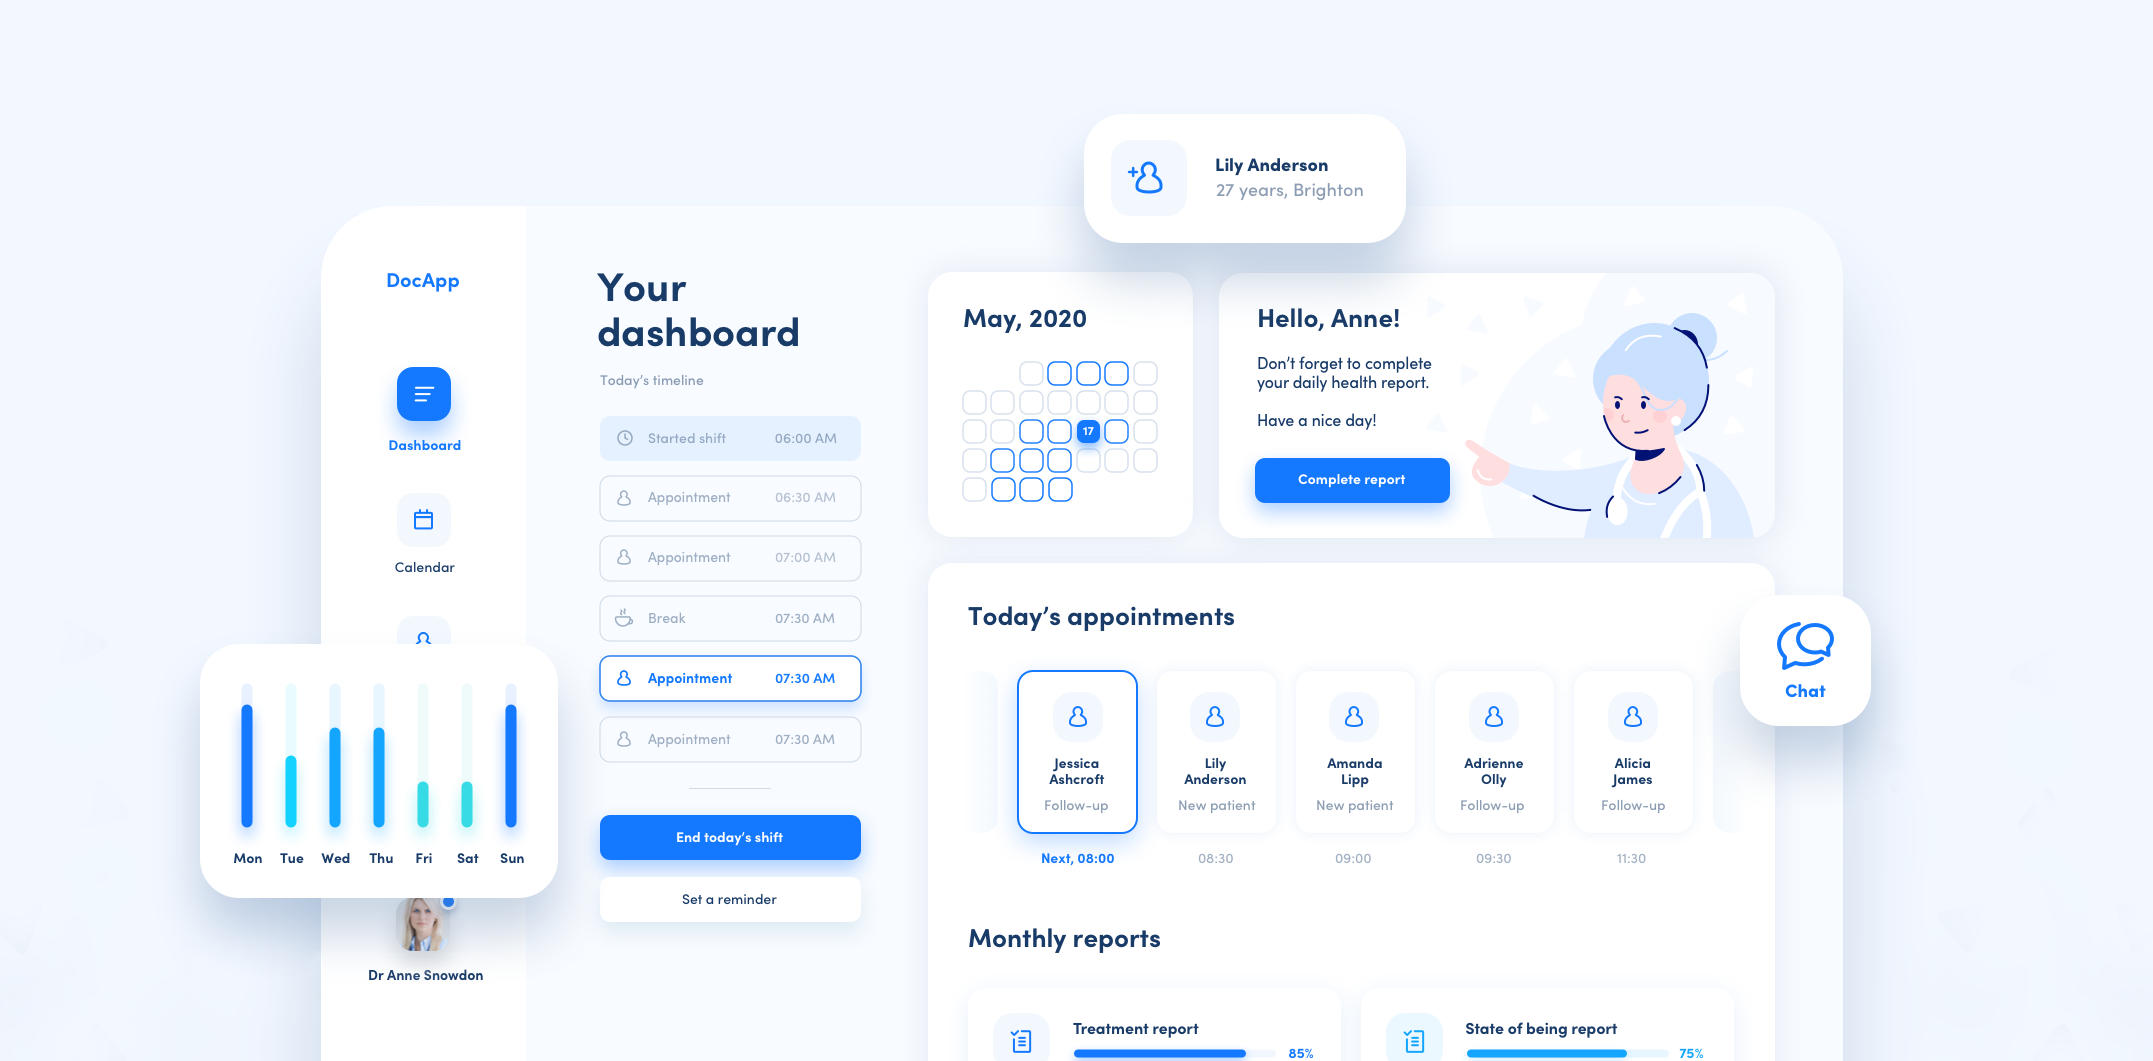 Lily Anderson
27 years, Brighton
DocApp
Dashboard
Calendar
Mon Tue Wed Thu Fri Sat Sun
Dr Anne Snowdon
Your
dashboard
Today's timeline
Started shift 06:00 AM
Appointment 06:30 AM
Appointment 07:00 AM
Break 07:30 AM
Appointment 07:30 AM
Appointment 07:30 AM
End today's shift
Set a reminder
May, 2020
17
Hello, Anne!
Don't forget to complete
your daily health report.
Have a nice day!
Complete report
Today's appointments
Jessica
Ashcroft
Follow-up
Next, 08:00
Lily
Anderson
New patient
08:30
Amanda
Lipp
New patient
09:00
Adrienne
Olly
Follow-up
09:30
Alicia
James
Follow-up
11:30
Chat
Monthly reports
Treatment report
85%
State of being report
75%